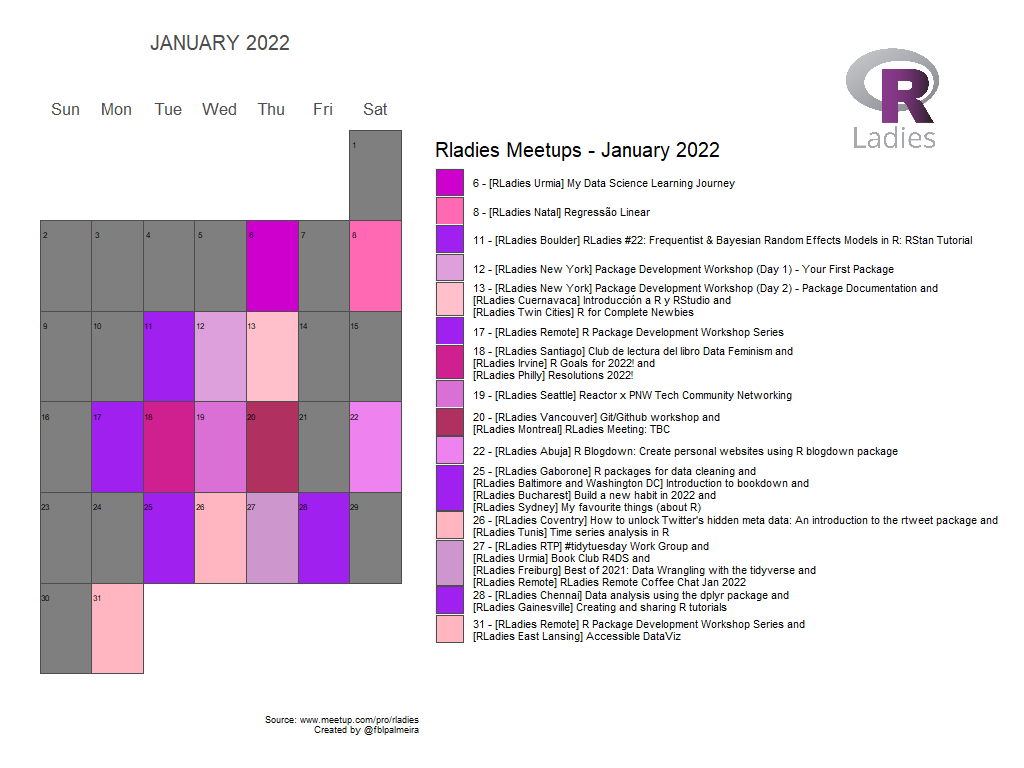 JANUARY 2022
Sun Mon Tue Wed Thu Fri Sat
1
2 3 4 5 6 7 8
9 10 11 12 13 14 15
16 17 18 19 20 21 22
23 24 25 26 27 28 29
30 31
R
Ladies
Rladies Meetups - January 2022
6 - [RLadies Urmia] My Data Science Learning Journey
8 - [RLadies Natal] Regressão Linear
11 - [RLadies Boulder] RLadies #22: Frequentist & Bayesian Random Effects Models in R: RStan Tutorial
12 - [RLadies New York] Package Development Workshop (Day 1) - Your First Package
13 - [RLadies New York] Package Development Workshop (Day 2) - Package Documentation and
[RLadies Cuernavaca] Introducción a R y RStudio and
[RLadies Twin Cities] R for Complete Newbies
17 - [RLadies Remote] R Package Development Workshop Series
18 - [RLadies Santiago] Club de lectura del libro Data Feminism and
[RLadies Irvine] R Goals for 2022! and
[RLadies Philly] Resolutions 2022!
19 - [RLadies Seattle] Reactor x PNW Tech Community Networking
20 - [RLadies Vancouver] Git/Github workshop and
[RLadies Montreal] RLadies Meeting: TBC
22 - [RLadies Abuja] R Blogdown: Create personal websites using R blogdown package
25 - [RLadies Gaborone] R packages for data cleaning and
[RLadies Baltimore and Washington DC] Introduction to bookdown and
[RLadies Bucharest] Build a new habit in 2022 and
[RLadies Sydney] My favourite things (about R)
26 - [RLadies Coventry] How to unlock Twitter's hidden meta data: An introduction to the rtweet package and
[RLadies Tunis] Time series analysis in R
27 - [RLadies RTP] #tidytuesday Work Group and
[RLadies Urmia] Book Club R4DS and
[RLadies Freiburg] Best of 2021: Data Wrangling with the tidyverse and
[RLadies Remote] RLadies Remote Coffee Chat Jan 2022
28 - [RLadies Chennai] Data analysis using the dplyr package and
[RLadies Gainesville] Creating and sharing R tutorials
31 - [RLadies Remote] R Package Development Workshop Series and
[RLadies East Lansing] Accessible DataViz
Source: www.meetup.com/pro/rladies
Created by @fblpalmeira